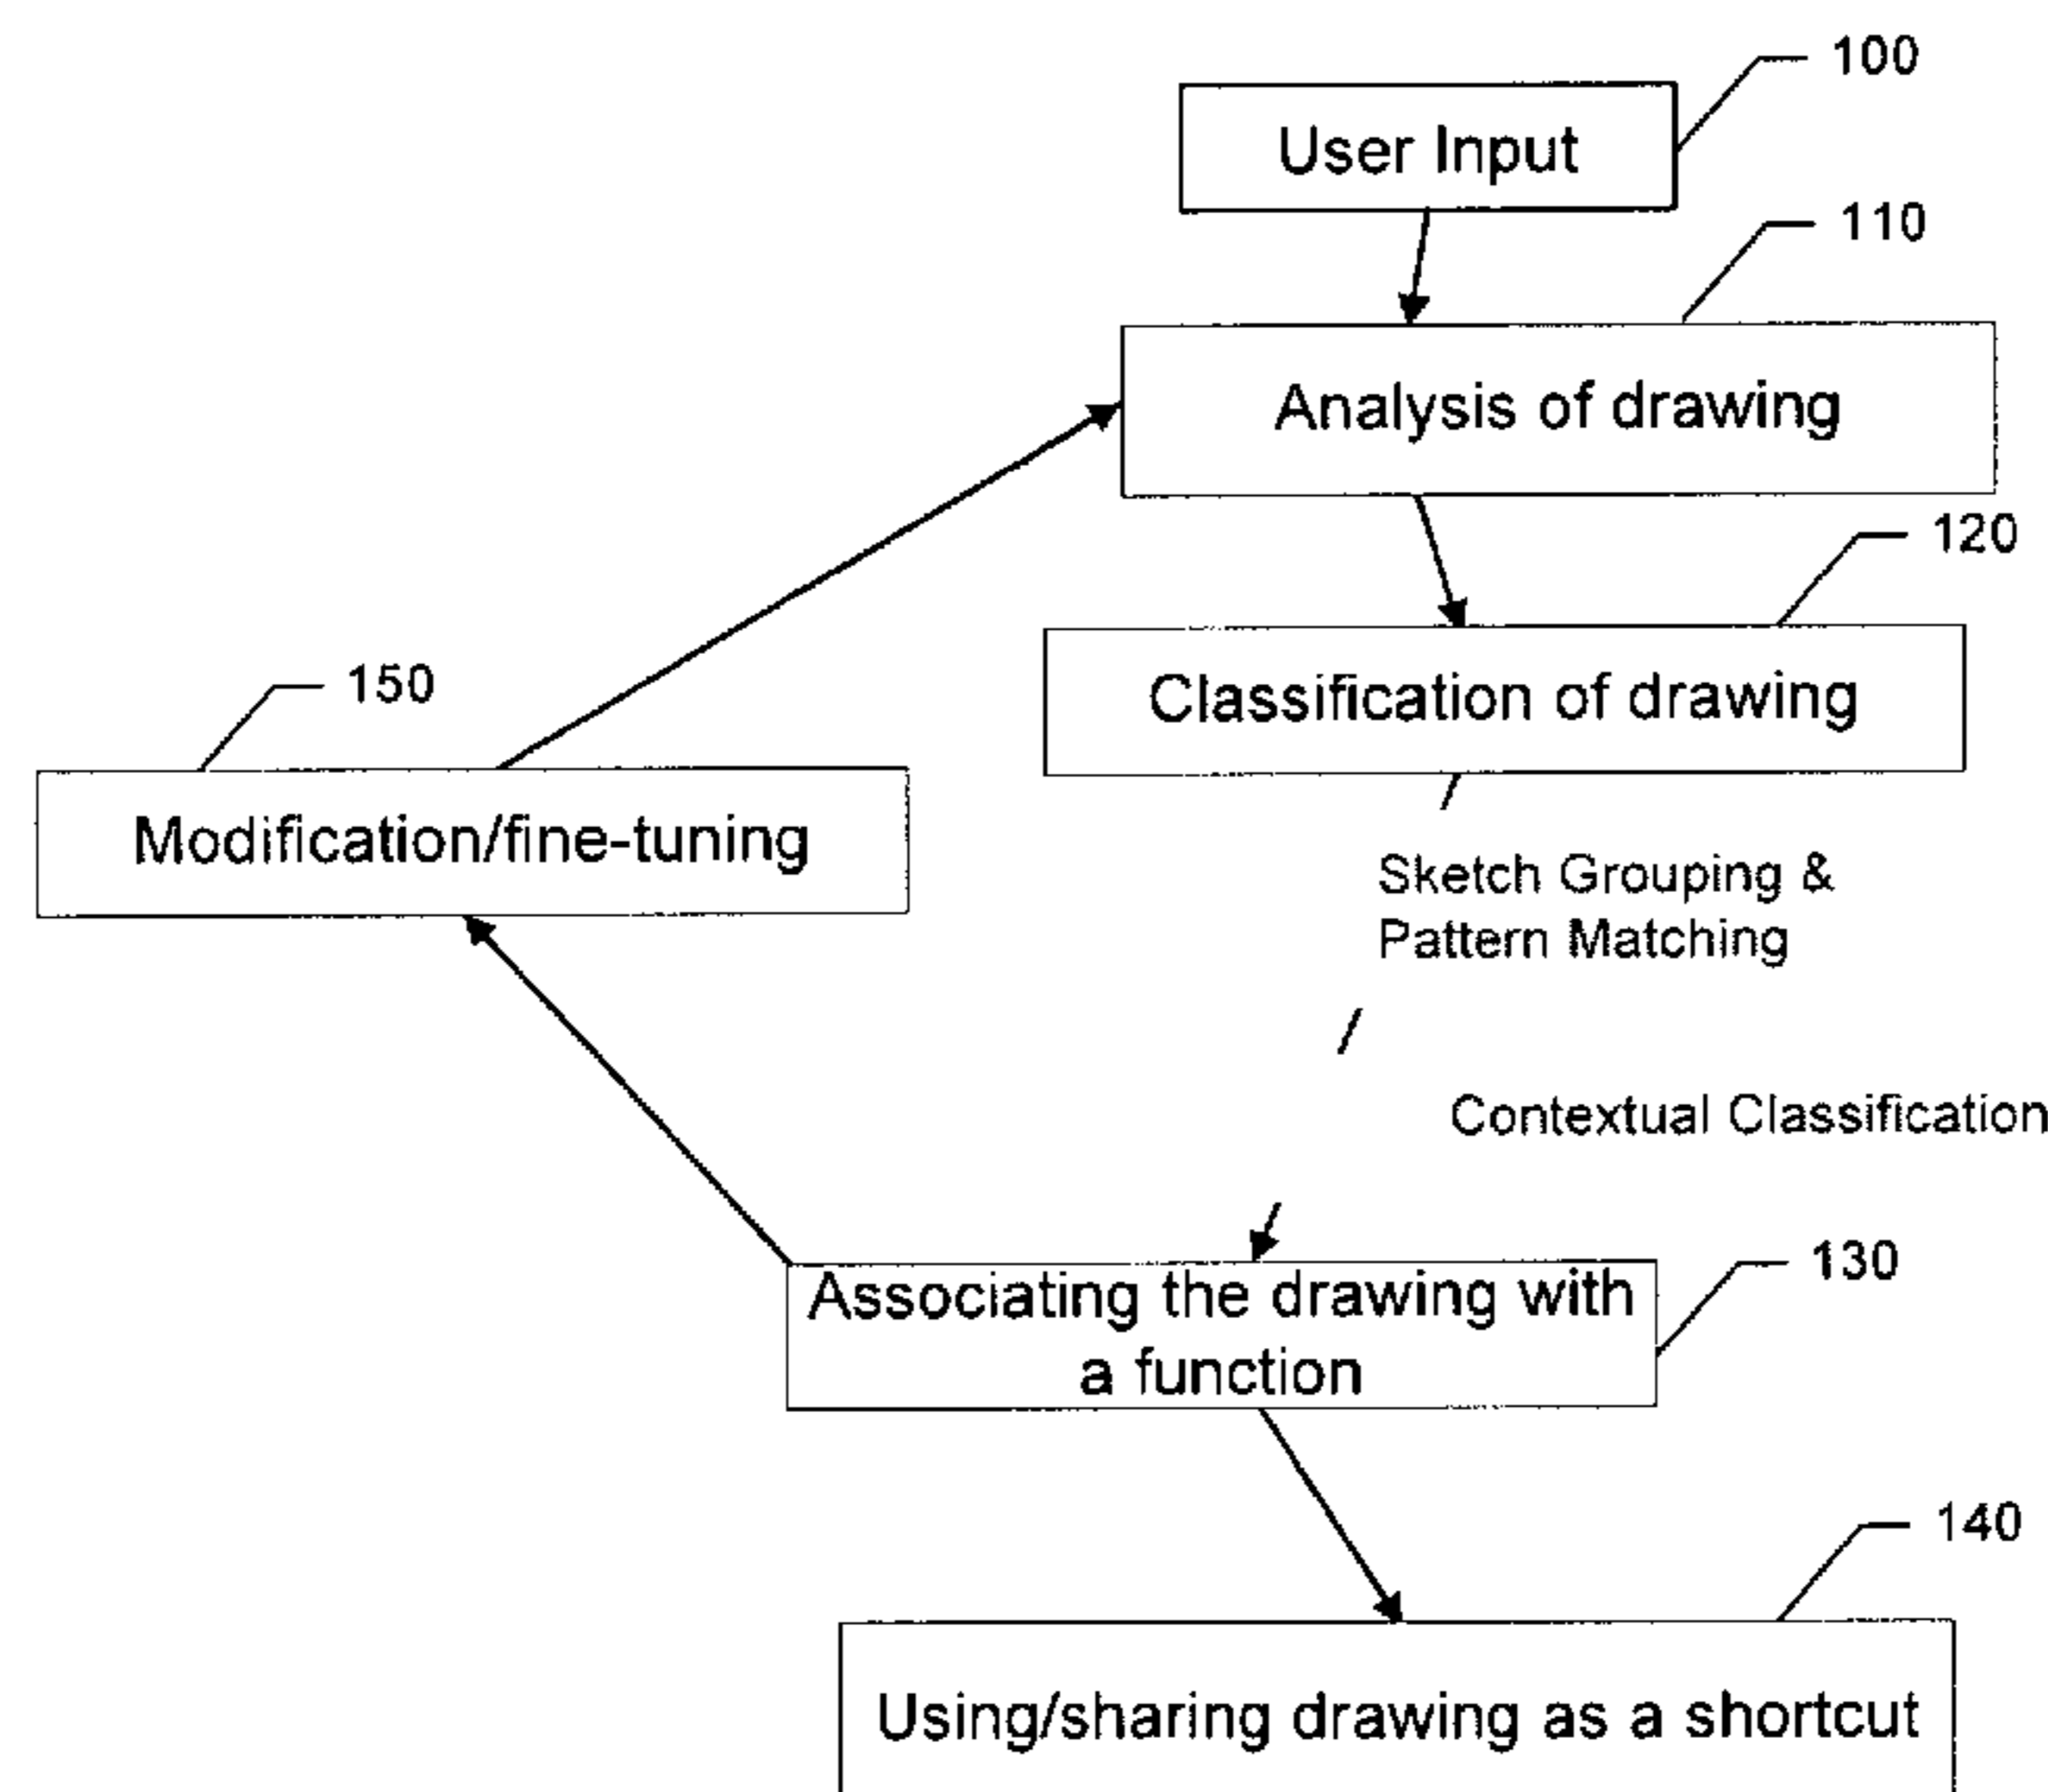 100
User Input
110
Analysis of drawing
120
Classification of drawing
150
Modification/fine-tuning
Sketch Grouping &
Pattern Matching
Contextual Classification
130
Associating the drawing with
a function
140
Using/sharing drawing as a shortcut